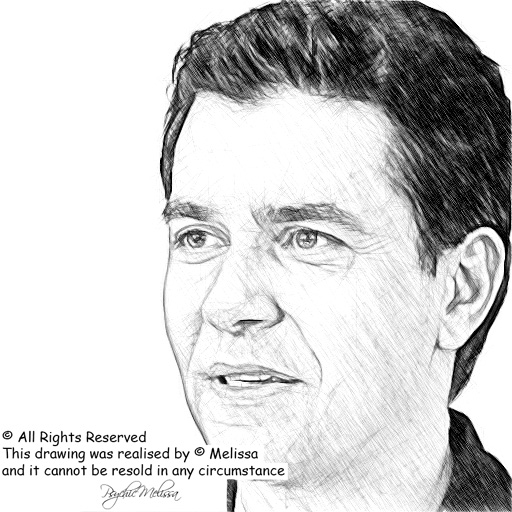 © All Rights Reserved
This drawing was realised by © Melissa
and it cannot be resold in any circumstance
Psychic Melissa